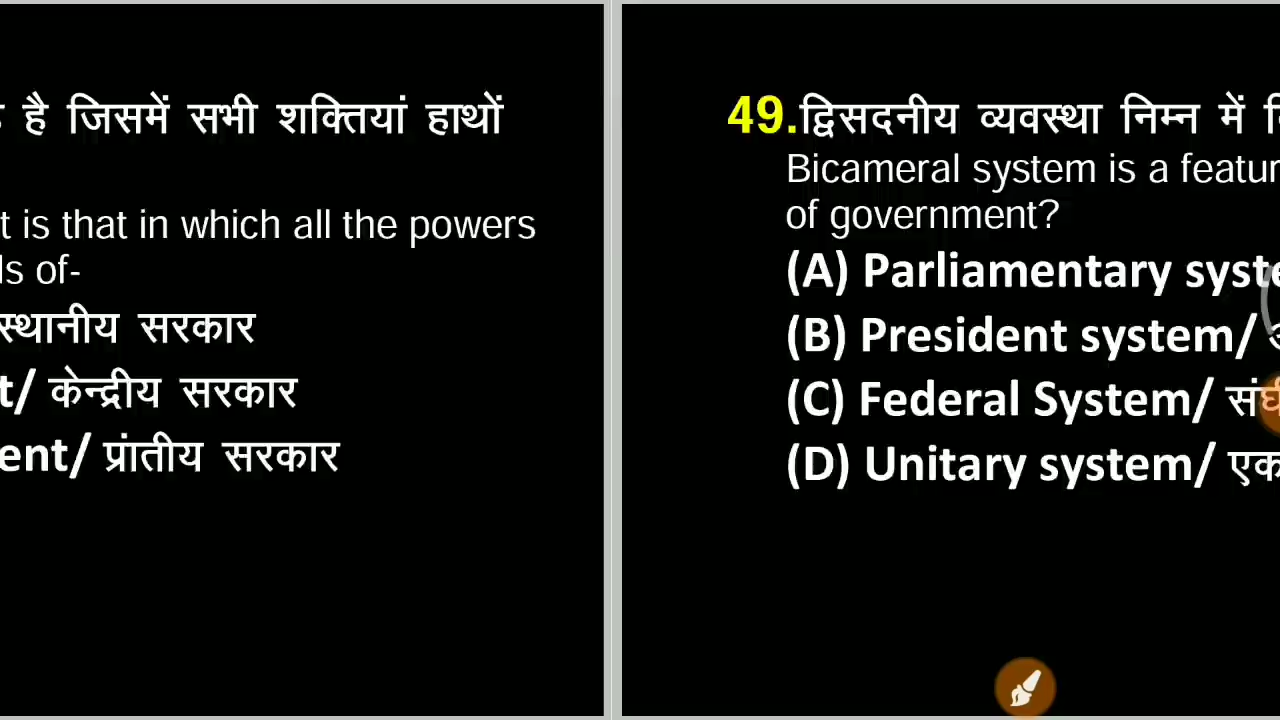 है जिसमें सभी शक्तियां हाथों
t is that in which all the powers
ls of-
स्थानीय सरकार
t/ केन्द्रीय सरकार
ent/ प्रांतीय सरकार
49.द्विसदनीय व्यवस्था निम्न में
Bicameral system is a featur
of government?
(A) Parliamentary syste
(B) President system/
(C) Federal System/ संघी
(D) Unitary system/ एक